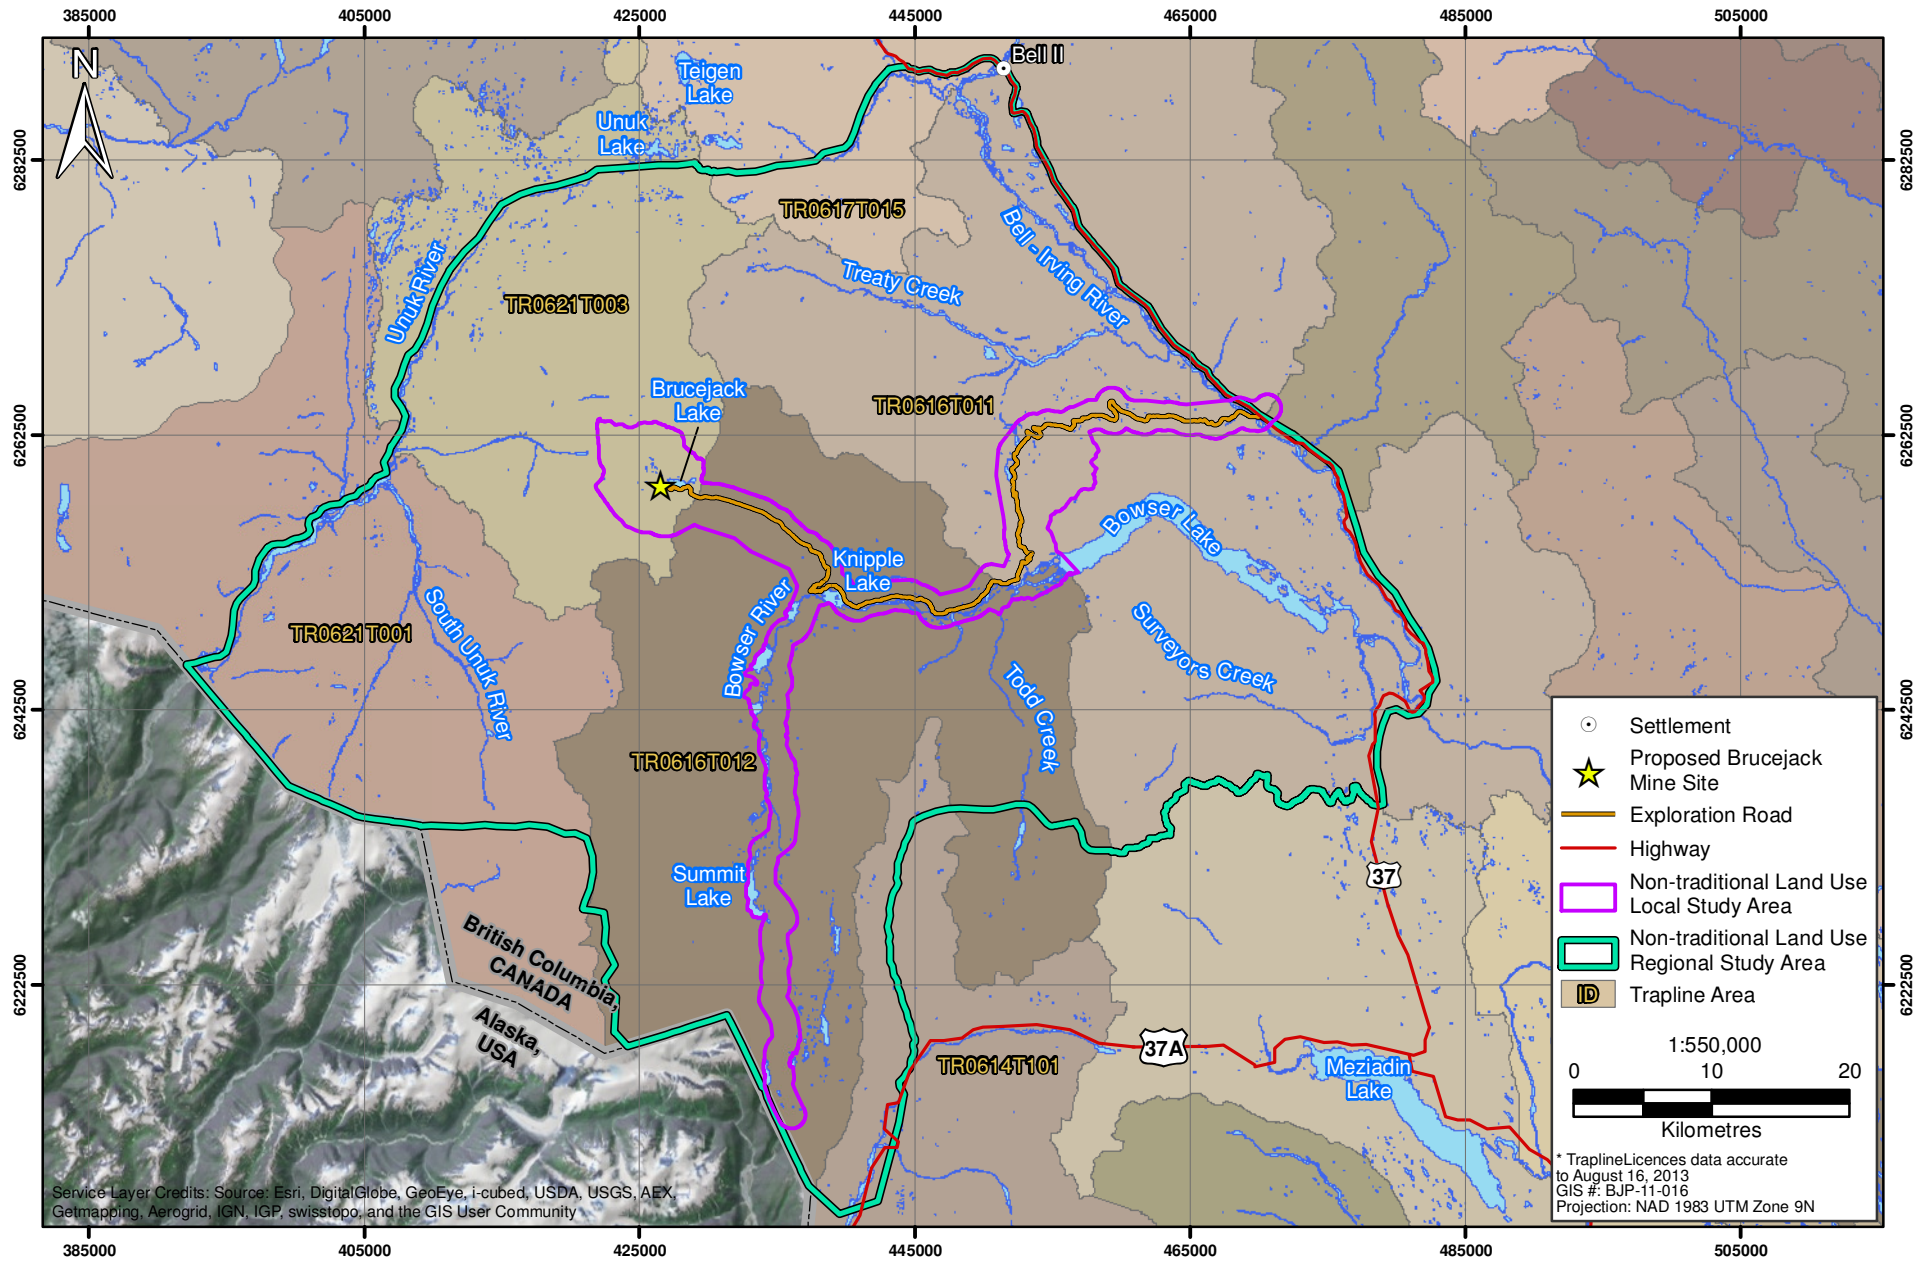 385000 405000 425000 445000 465000 485000 505000
N
Bell II
Teigen
Lake
Unuk
Lake
6282500
6282500
TR0617T015
Bell - Irving River
Unuk River
Treaty Creek
TR0621T003
Brucejack
Lake
TR0616T011
6262500
6262500
Bowser Lake
Knipple
Lake
Bowser River
South Unuk River
TR0621T001
Surveyors Creek
Todd Creek
6242500
6242500
TR0616T012
Summit
Lake
37
British Columbia,
CANADA
Alaska,
USA
6222500
6222500
37A
TR0614T101
Meziadin
Lake
Settlement
Proposed Brucejack
Mine Site
Exploration Road
Highway
Non-traditional Land Use
Local Study Area
Non-traditional Land Use
Regional Study Area
ID Trapline Area
1:550,000
0 10 20
Kilometres
* TraplineLicences data accurate
to August 16, 2013
GIS #: BJP-11-016
Projection: NAD 1983 UTM Zone 9N
Service Layer Credits: Source: Esri, DigitalGlobe, GeoEye, i-cubed, USDA, USGS, AEX,
Getmapping, Aerogrid, IGN, IGP, swisstopo, and the GIS User Community
385000 405000 425000 445000 465000 485000 505000